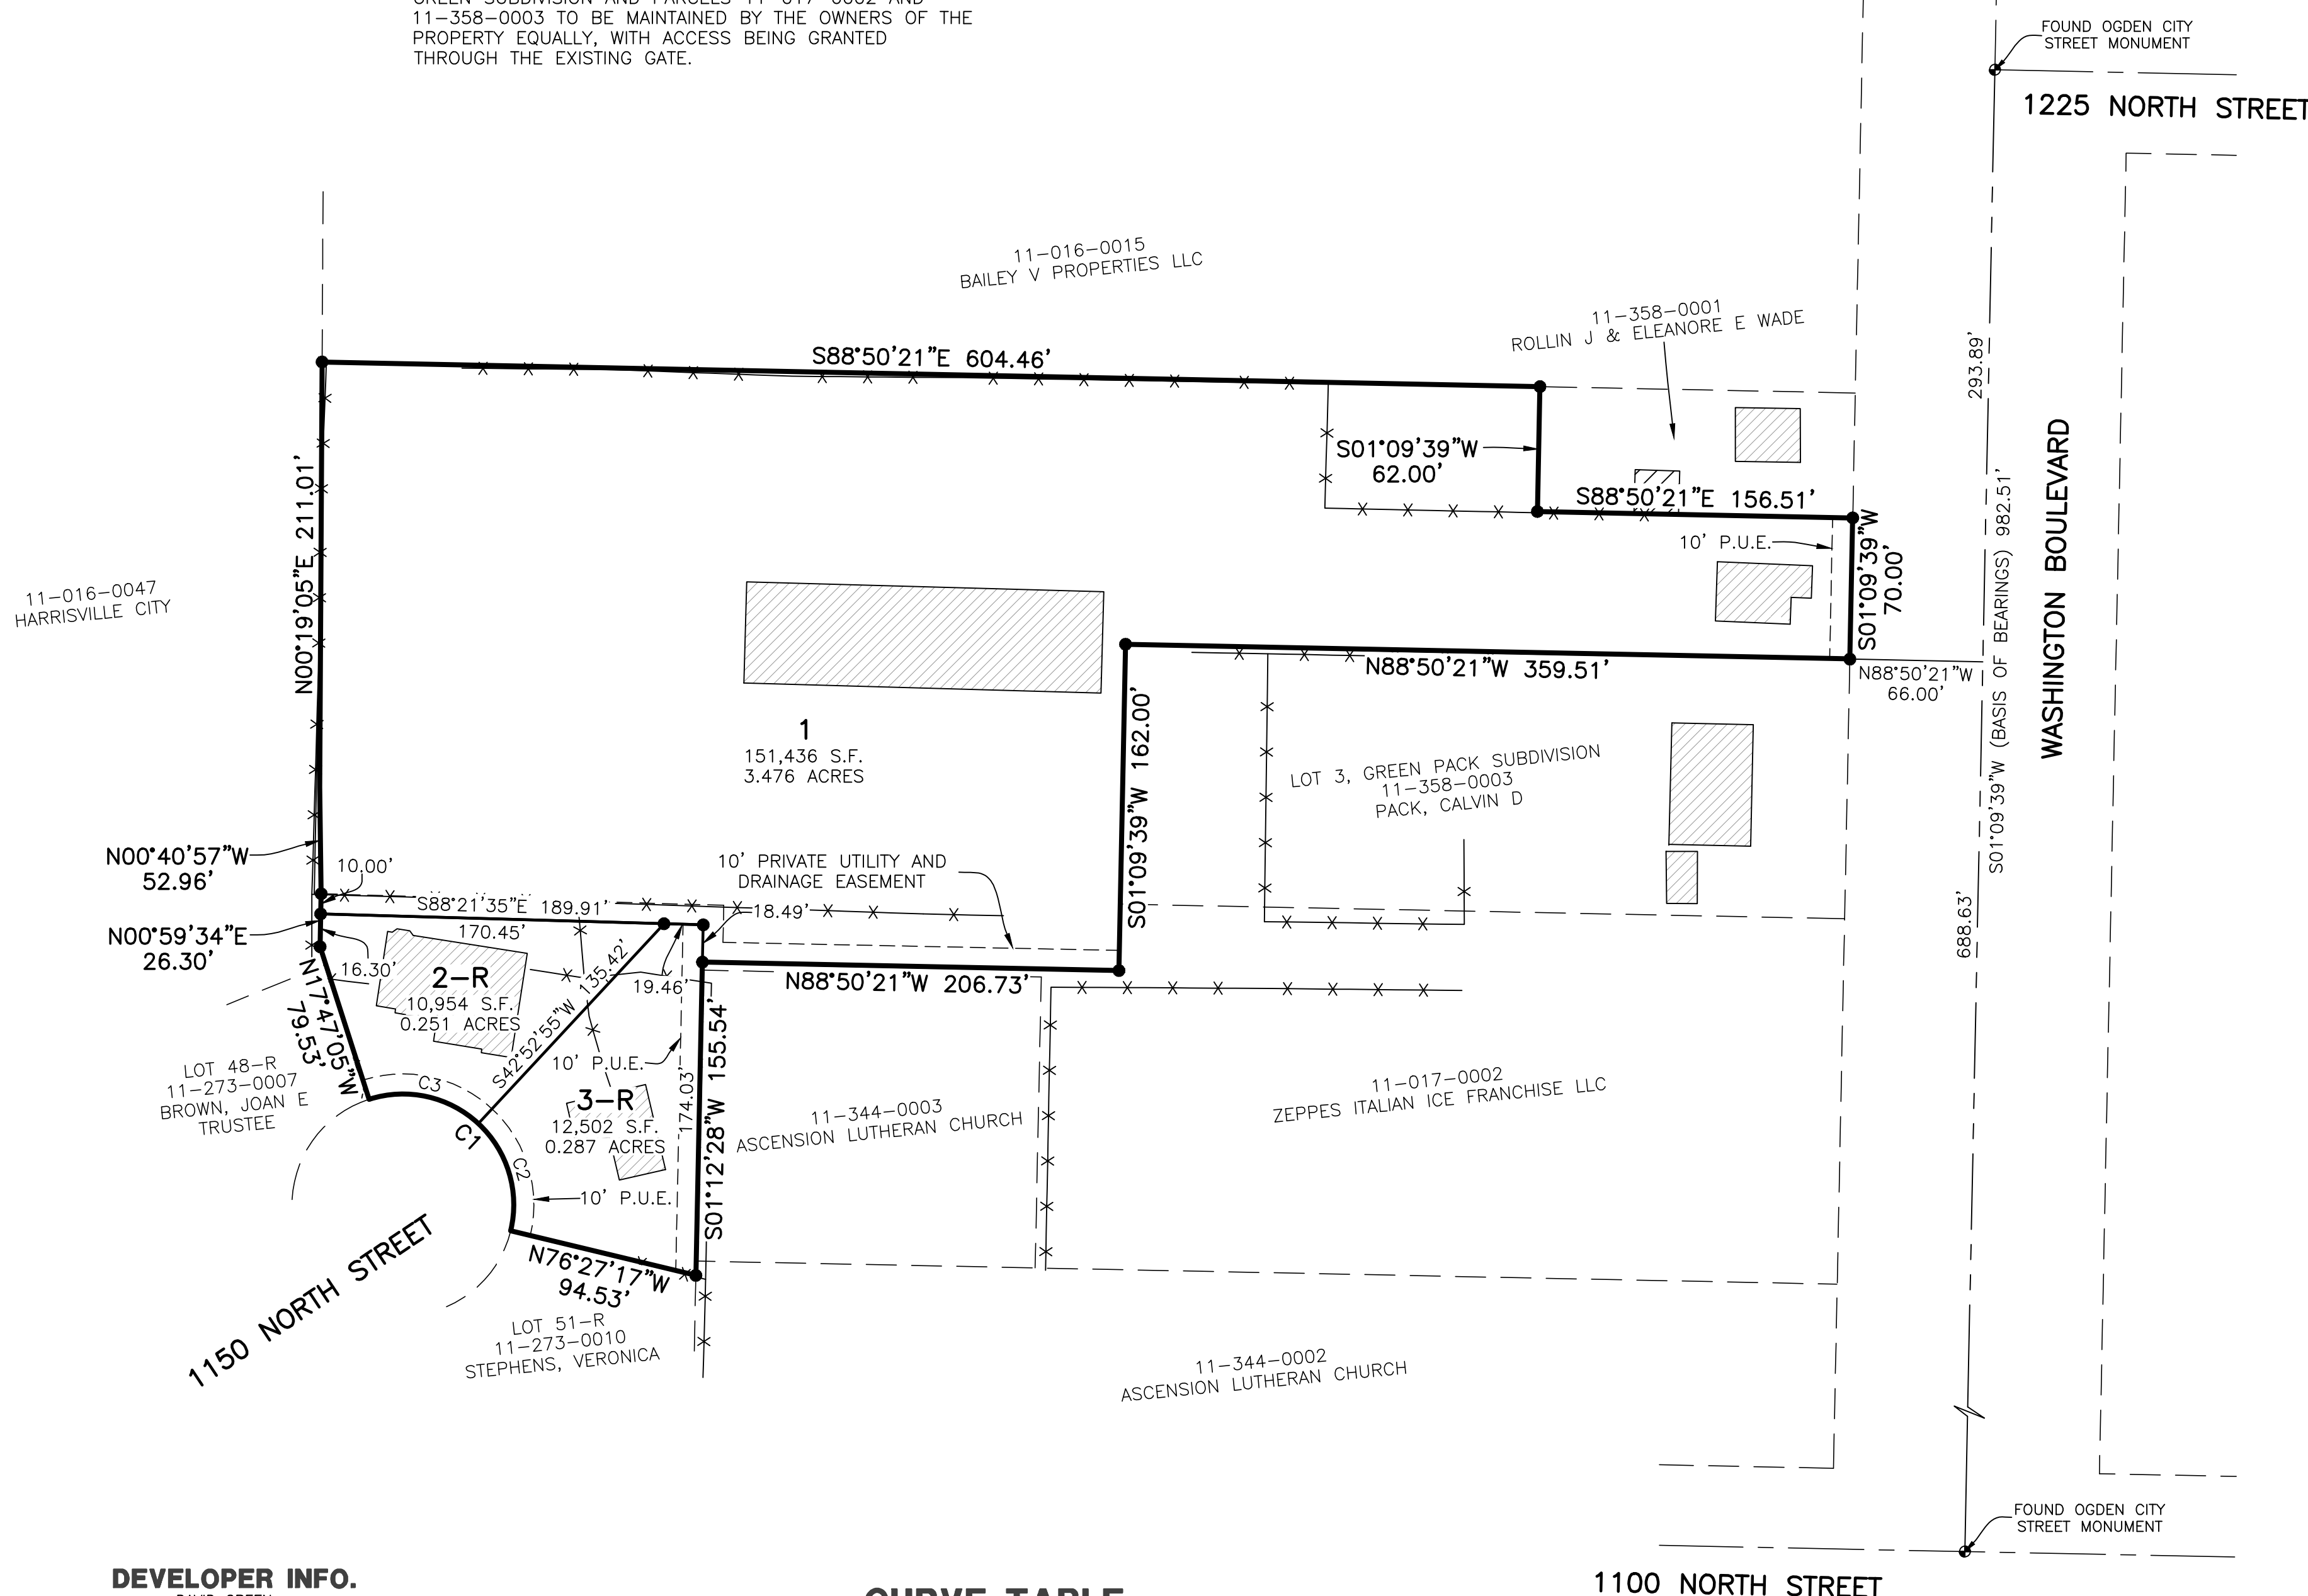 11-358-0003 TO BE MAINTAINED BY THE OWNERS OF THE
PROPERTY EQUALLY, WITH ACCESS BEING GRANTED
THROUGH THE EXISTING GATE.
FOUND OGDEN CITY
STREET MONUMENT
1225 NORTH STREET
11-016-0015
BAILEY V PROPERTIES LLC
11-358-0001
ROLLIN J & ELEANORE E WADE
S88°50'21"E 604.46'
293.89'
S01°09'39"W
62.00'
S88°50'21"E 156.51'
10' P.U.E.
S01°09'39"W
70.00'
N00°19'05"E 211.01'
11-016-0047
HARRISVILLE CITY
S01°09'39"W (BASIS OF BEARINGS) 982.51'
WASHINGTON BOULEVARD
N88°50'21"W 359.51'
N88°50'21"W
66.00'
1
151,436 S.F.
3.476 ACRES
S01°09'39"W 162.00'
LOT 3, GREEN PACK SUBDIVISION
11-358-0003
PACK, CALVIN D
N00°40'57"W
52.96'
10.00'
10' PRIVATE UTILITY AND
DRAINAGE EASEMENT
S88°21'35"E 189.91'
18.49'
688.63'
N00°59'34"E
26.30'
170.45'
16.30'
2-R
10,954 S.F.
0.251 ACRES
S42°52'55"W 135.42'
19.46'
N88°50'21"W 206.73'
N17°47'05"W
79.53'
10' P.U.E.
LOT 48-R
11-273-0007
BROWN, JOAN E
TRUSTEE
C3
C1
C2
3-R
12,502 S.F.
0.287 ACRES
174.03'
S01°12'28"W 155.54'
11-344-0003
ASCENSION LUTHERAN CHURCH
11-017-0002
ZEPPES ITALIAN ICE FRANCHISE LLC
10' P.U.E.
N76°27'17"W
94.53'
1150 NORTH STREET
LOT 51-R
11-273-0010
STEPHENS, VERONICA
11-344-0002
ASCENSION LUTHERAN CHURCH
FOUND OGDEN CITY
STREET MONUMENT
1100 NORTH STREET
DEVELOPER INFO.
CURVE TABLE